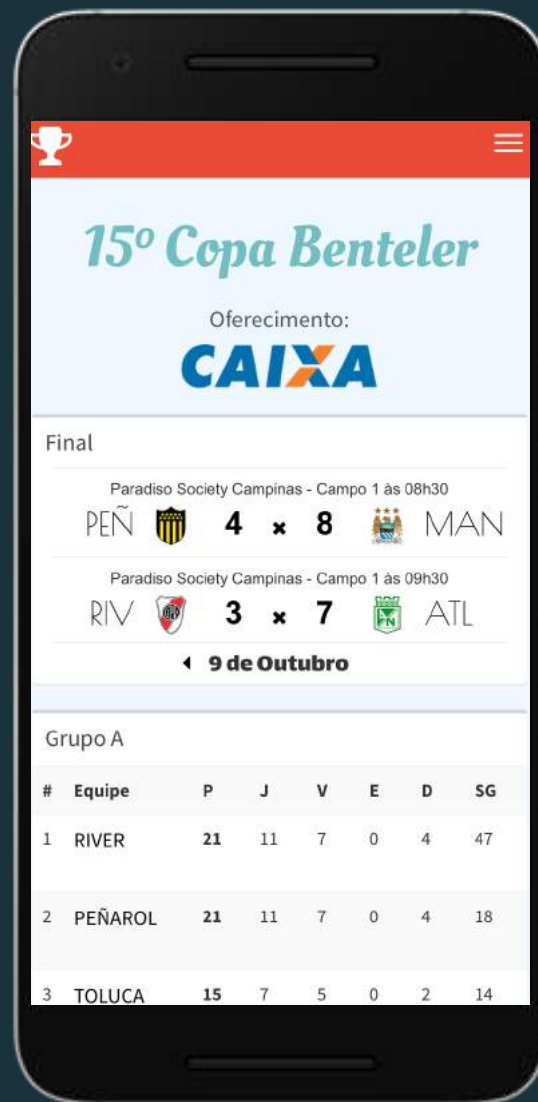 15º Copa Benteler
Oferecimento:
CAIXA
Final
Paradiso Society Campinas - Campo 1 às 08h30
PEÑ 4 × 8 MAN
Paradiso Society Campinas - Campo 1 às 09h30
RIV 3 × 7 ATL
9 de Outubro
Grupo A
# Equipe P J V E D SG
1 RIVER 21 11 7 0 4 47
2 PEÑAROL 21 11 7 0 4 18
3 TOLUCA 15 7 5 0 2 14